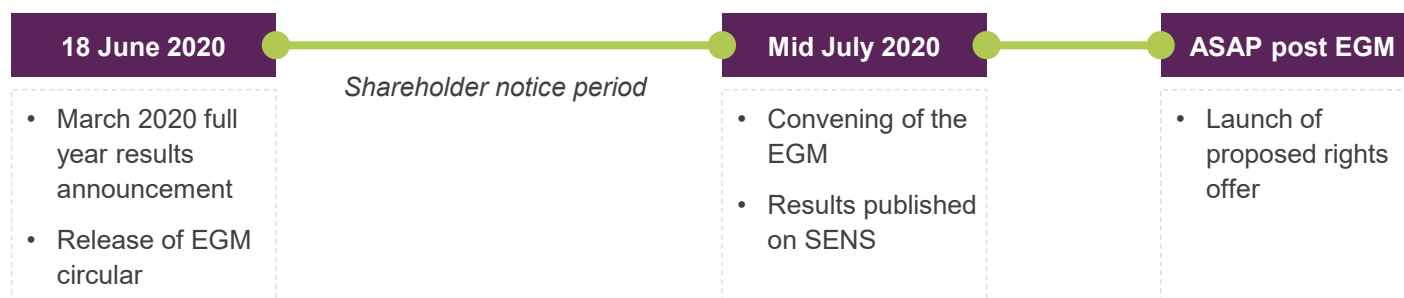 18 June 2020
Shareholder notice period
Mid July 2020
ASAP post EGM
• March 2020 full
year results
announcement
• Release of EGM
circular
• Convening of the
EGM
• Results published
on SENS
• Launch of
proposed rights
offer